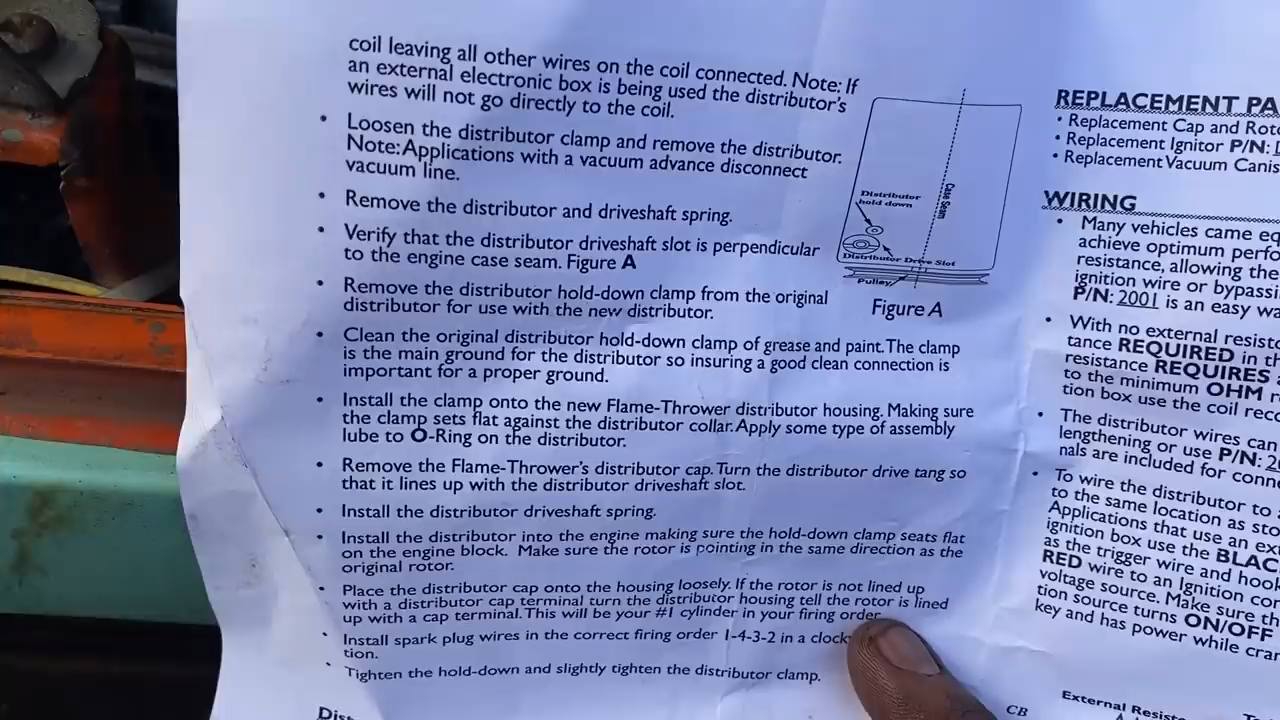 coil leaving all other wires on the coil connected. Note: If
an external electronic box is being used the distributor's
wires will not go directly to the coil.
• Loosen the distributor clamp and remove the distributor.
Note: Applications with a vacuum advance disconnect
vacuum line.
• Remove the distributor and driveshaft spring.
• Verify that the distributor driveshaft slot is perpendicular
to the engine case seam. Figure A
• Remove the distributor hold-down clamp from the original
distributor for use with the new distributor.
• Clean the original distributor hold-down clamp of grease and paint. The clamp
is the main ground for the distributor so insuring a good clean connection is
important for a proper ground.
• Install the clamp onto the new Flame-Thrower distributor housing. Making sure
the clamp sets flat against the distributor collar. Apply some type of assembly
lube to O-Ring on the distributor.
• Remove the Flame-Thrower's distributor cap. Turn the distributor drive tang so
that it lines up with the distributor driveshaft slot.
• Install the distributor driveshaft spring.
• Install the distributor into the engine making sure the hold-down clamp seats flat
on the engine block. Make sure the rotor is pointing in the same direction as the
original rotor.
• Place the distributor cap onto the housing loosely. If the rotor is not lined up
with a distributor cap terminal turn the distributor housing tell the rotor is lined
up with a cap terminal. This will be your #1 cylinder in your firing order.
• Install spark plug wires in the correct firing order 1-4-3-2 in a clock
tion.
• Tighten the hold-down and slightly tighten the distributor clamp.
Distributor
hold down
Case Seam
Distributor Drive Slot
Pulley
Figure A
REPLACEMENT PA
• Replacement Cap and Roto
• Replacement Ignitor P/N:
• Replacement Vacuum Canis
WIRING
• Many vehicles came eq
achieve optimum perfo
resistance, allowing the
ignition wire or bypassi
P/N: 2001 is an easy wa
• With no external resist
tance REQUIRED in th
resistance REQUIRES
to the minimum OHM r
tion box use the coil reco
• The distributor wires can
lengthening or use P/N: 20
nals are included for conne
• To wire the distributor to
to the same location as sto
Applications that use an ex
ignition box use the BLAC
as the trigger wire and hook
RED wire to an Ignition con
voltage source. Make sure th
tion source turns ON/OFF
key and has power while cran
External Resist
CB
Dis